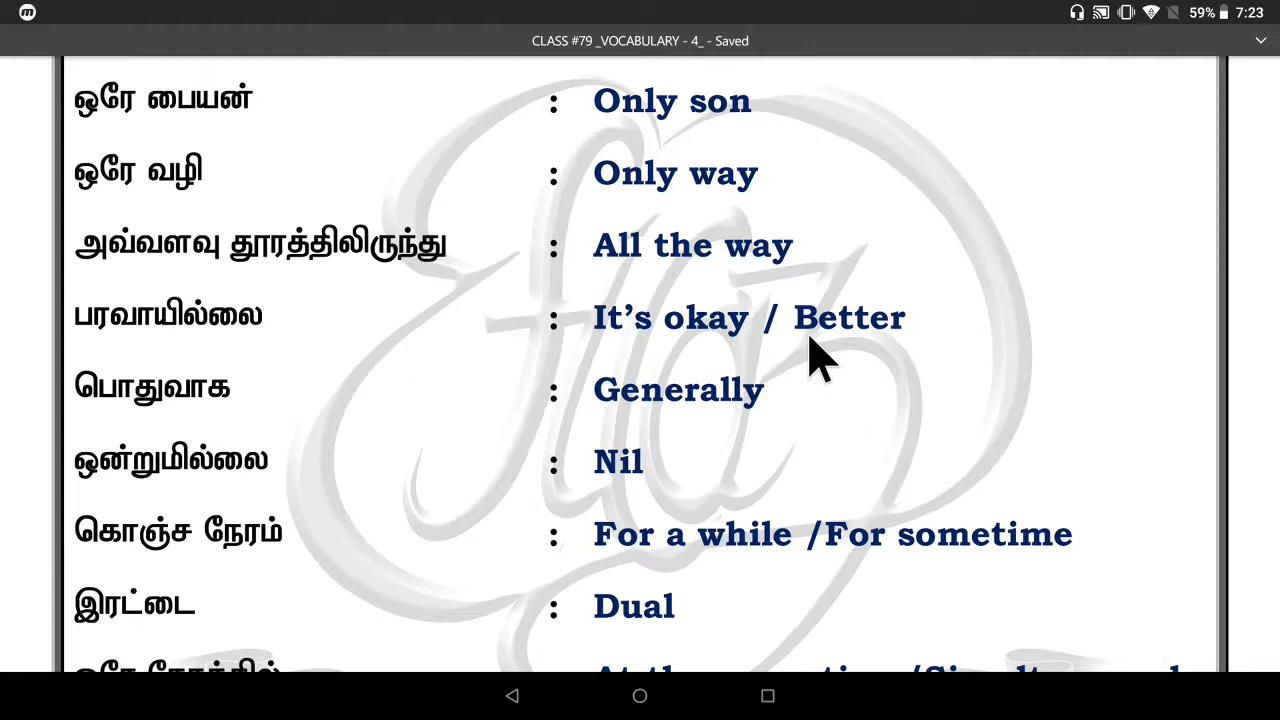 59% 7:23
CLASS #79 _VOCABULARY - 4_ - Saved
ஒரே பையன் : Only son
ஒரே வழி : Only way
அவ்வளவு தூரத்திலிருந்து : All the way
பரவாயில்லை : It’s okay / Better
பொதுவாக : Generally
ஒன்றுமில்லை : Nil
கொஞ்ச நேரம் : For a while /For sometime
இரட்டை : Dual